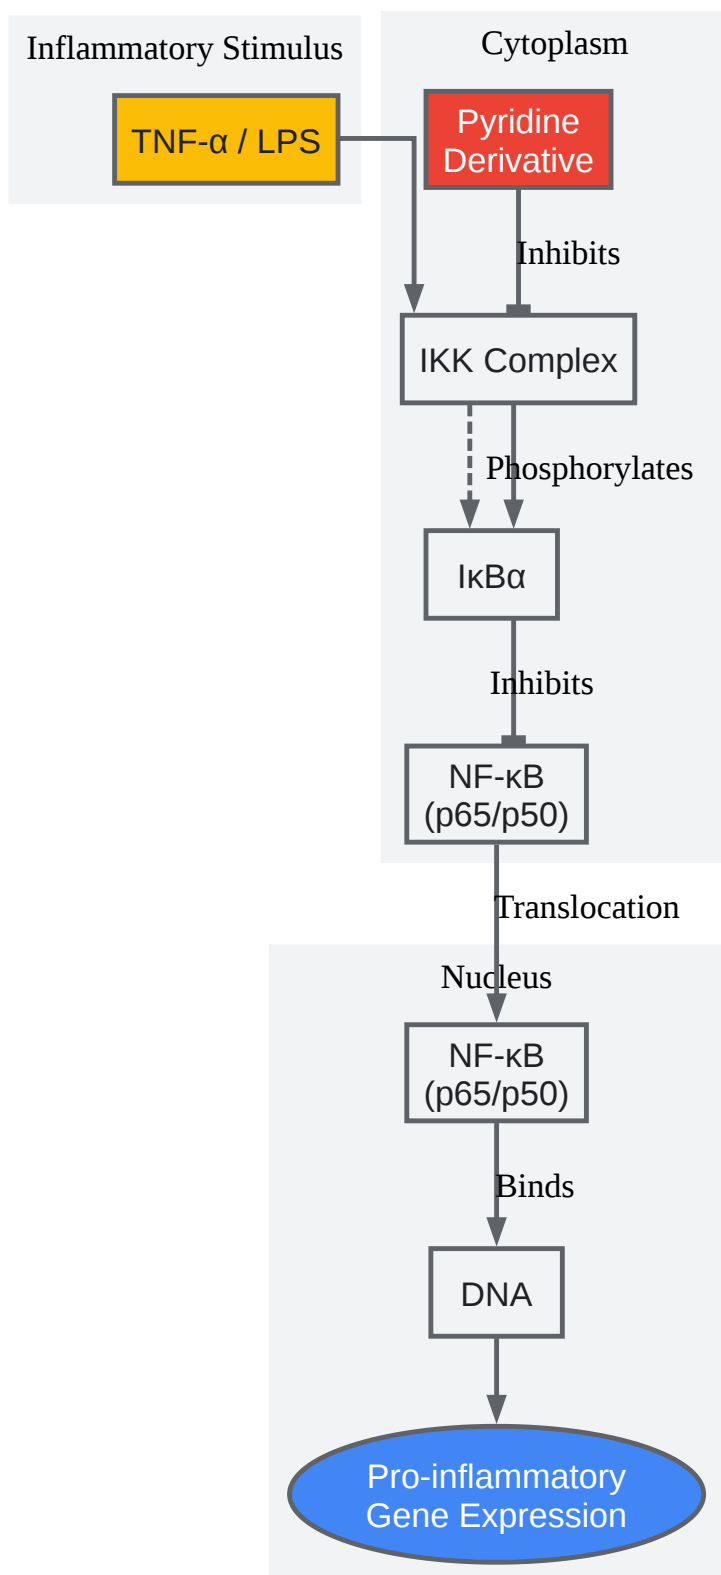 Inflammatory Stimulus
Cytoplasm
TNF-α / LPS
Pyridine
Derivative
Inhibits
IKK Complex
Phosphorylates
IκBα
Inhibits
NF-κB
(p65/p50)
Translocation
Nucleus
NF-κB
(p65/p50)
Binds
DNA
Pro-inflammatory
Gene Expression